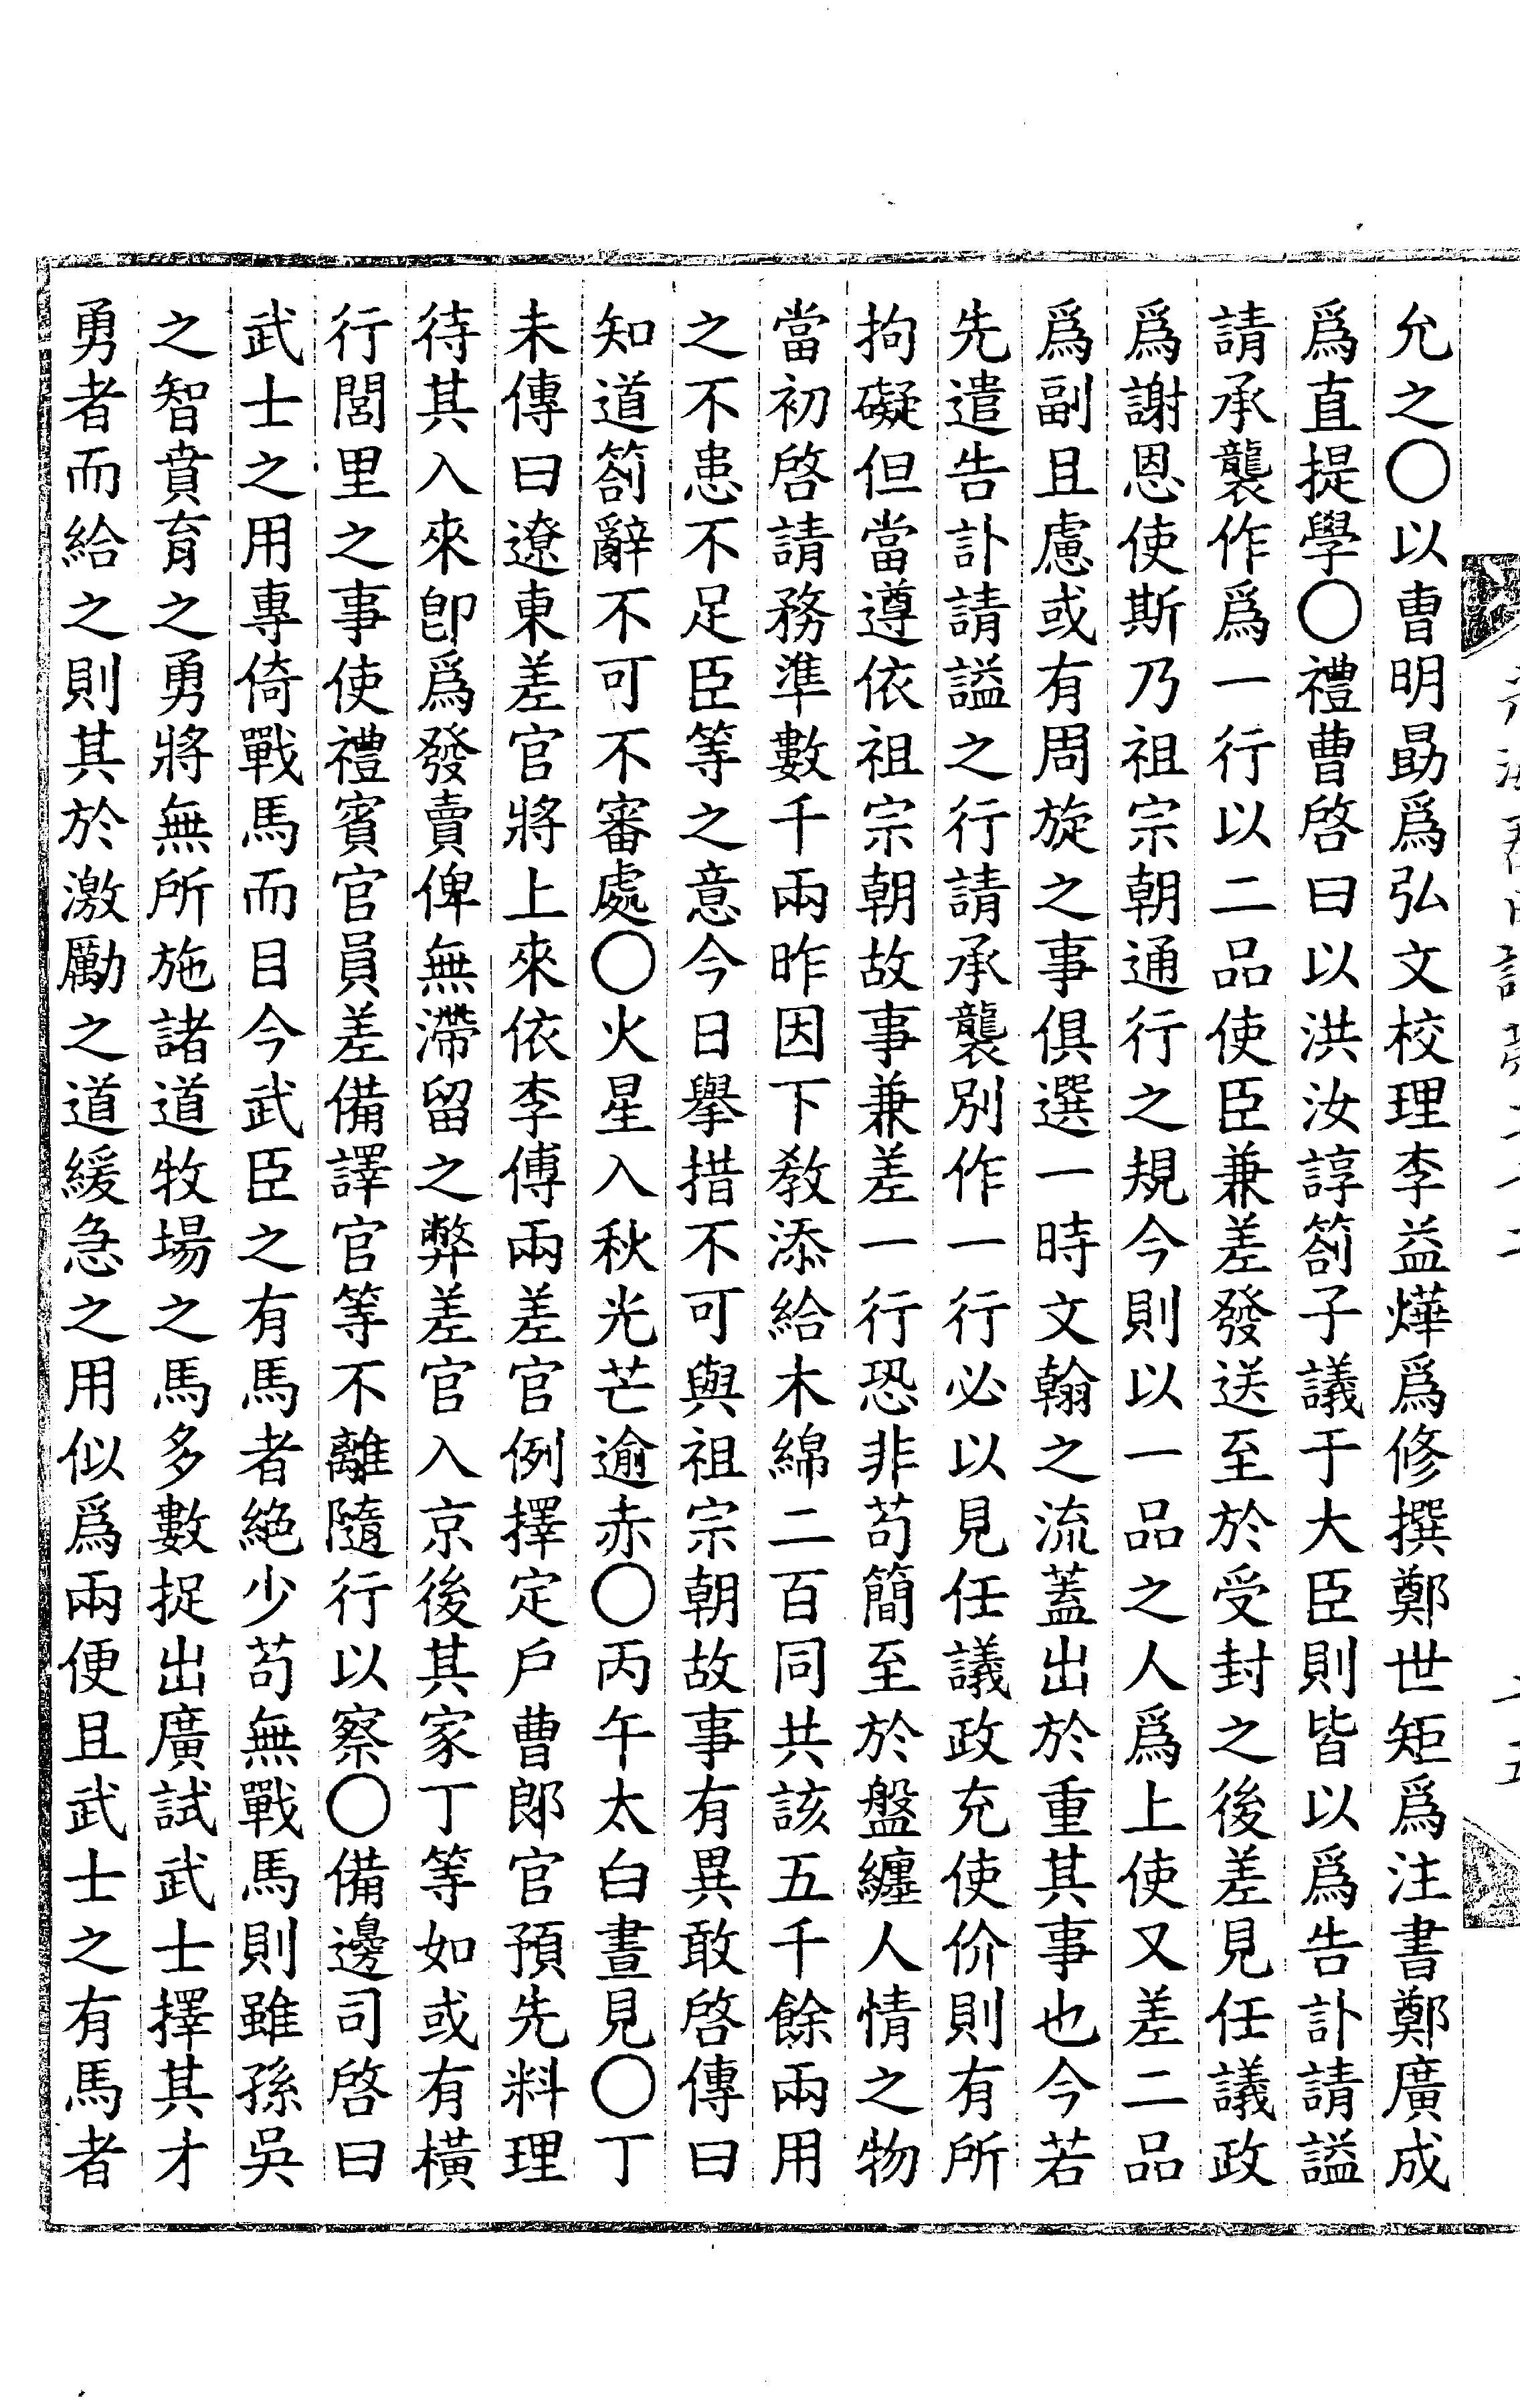 允之〇以曹明勗爲弘文校理李益燁爲修撰鄭世矩爲注書鄭廣成
爲直提學〇禮曹啓曰以洪汝諄箚子議于大臣則皆以爲告訃請謚
請承襲作爲一行以二品使臣兼差發送至於受封之後差見任議政
爲謝恩使斯乃祖宗朝通行之規今則以一品之人爲上使又差二品
爲副且慮或有周旋之事俱選一時文翰之流蓋出於重其事也今若
先遣告訃請謚之行請承襲別作一行必以見任議政充使价則有所
拘礙但當遵依祖宗朝故事兼差一行恐非苟簡至於盤纏人情之物
當初啓請務準數千兩昨因下敎添給木綿二百同共該五千餘兩用
之不患不足臣等之意今日擧措不可與祖宗朝故事有異敢啓傳曰
知道箚辭不可不審處〇火星入秋光芒逾赤〇丙午太白晝見〇丁
未傳曰遼東差官將上來依李傅兩差官例擇定戶曹郞官預先料理
待其入來卽爲發賣俾無滯留之弊差官入京後其家丁等如或有橫
行閭里之事使禮賓官員差備譯官等不離隨行以察〇備邊司啓曰
武士之用專倚戰馬而目今武臣之有馬者絶少苟無戰馬則雖孫吳
之智賁育之勇將無所施諸道牧場之馬多數捉出廣試武士擇其才
勇者而給之則其於激勵之道緩急之用似爲兩便且武士之有馬者